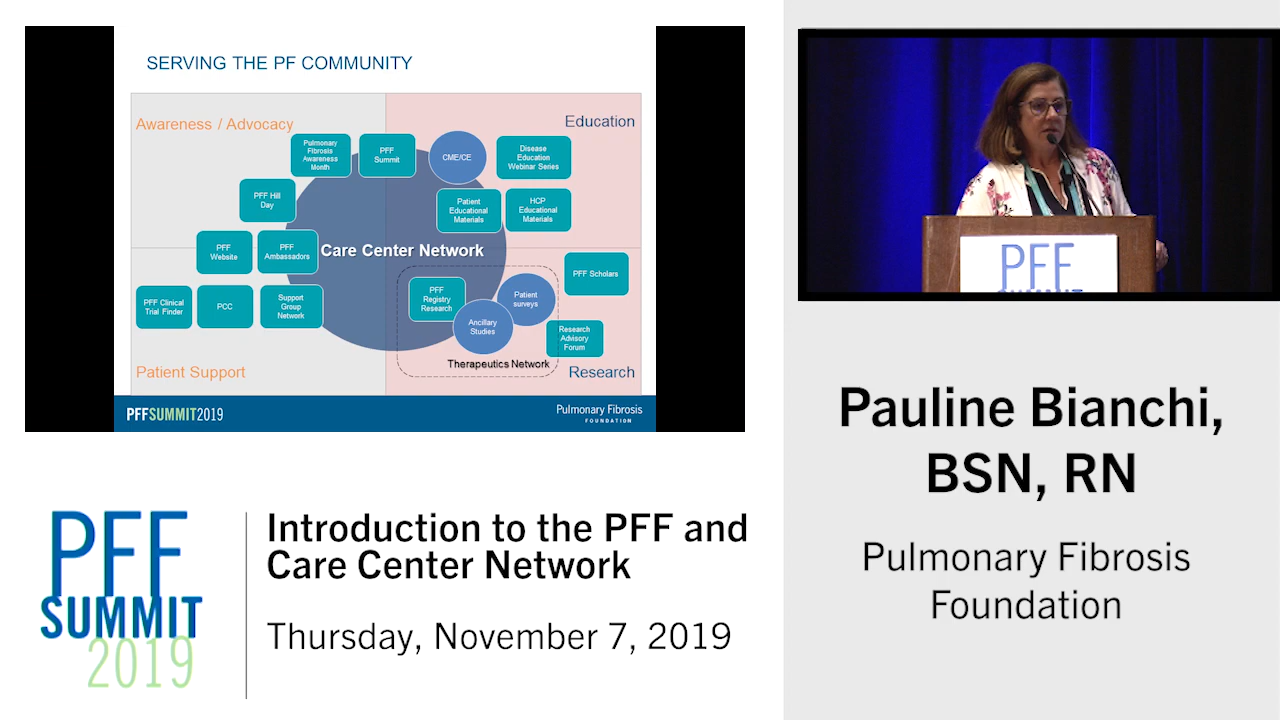 SERVING THE PF COMMUNITY
Awareness / Advocacy
Education
Pulmonary
Fibrosis
Awareness
Month
PFF
Summit
CME/CE
Disease
Education
Webinar Series
PFF Hill
Day
Patient
Educational
Materials
HCP
Educational
Materials
PFF
Website
PFF
Ambassadors
Care Center Network
PFF Scholars
PFF Clinical
Trial Finder
PCC
Support
Group
Network
PFF
Registry
Research
Patient
surveys
Ancillary
Studies
Research
Advisory
Forum
Therapeutics Network
Patient Support
Research
PFFSUMMIT2019
Pulmonary Fibrosis
FOUNDATION
PFF
SUMMIT
Pauline Bianchi,
BSN, RN
Pulmonary Fibrosis
Foundation
PFF
SUMMIT
2019
Introduction to the PFF and
Care Center Network
Thursday, November 7, 2019